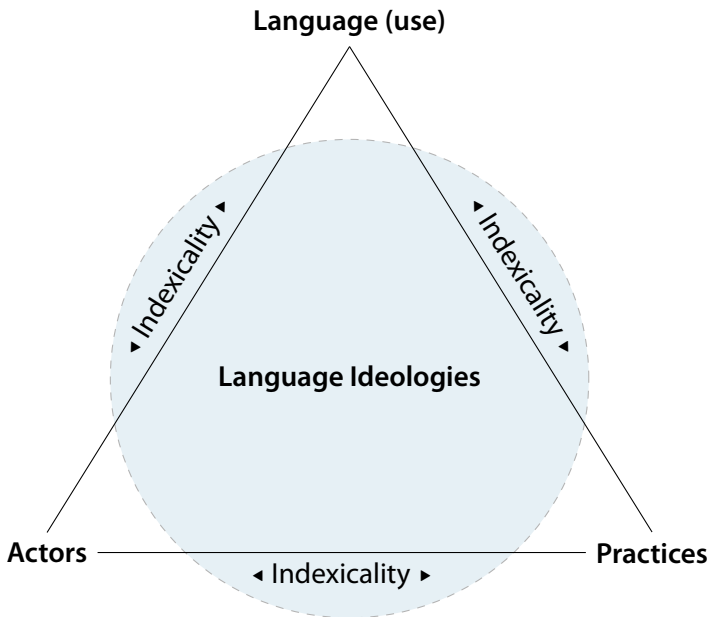 Language (use)
Indexicality
Indexicality
Language Ideologies
Actors
Practices
Indexicality